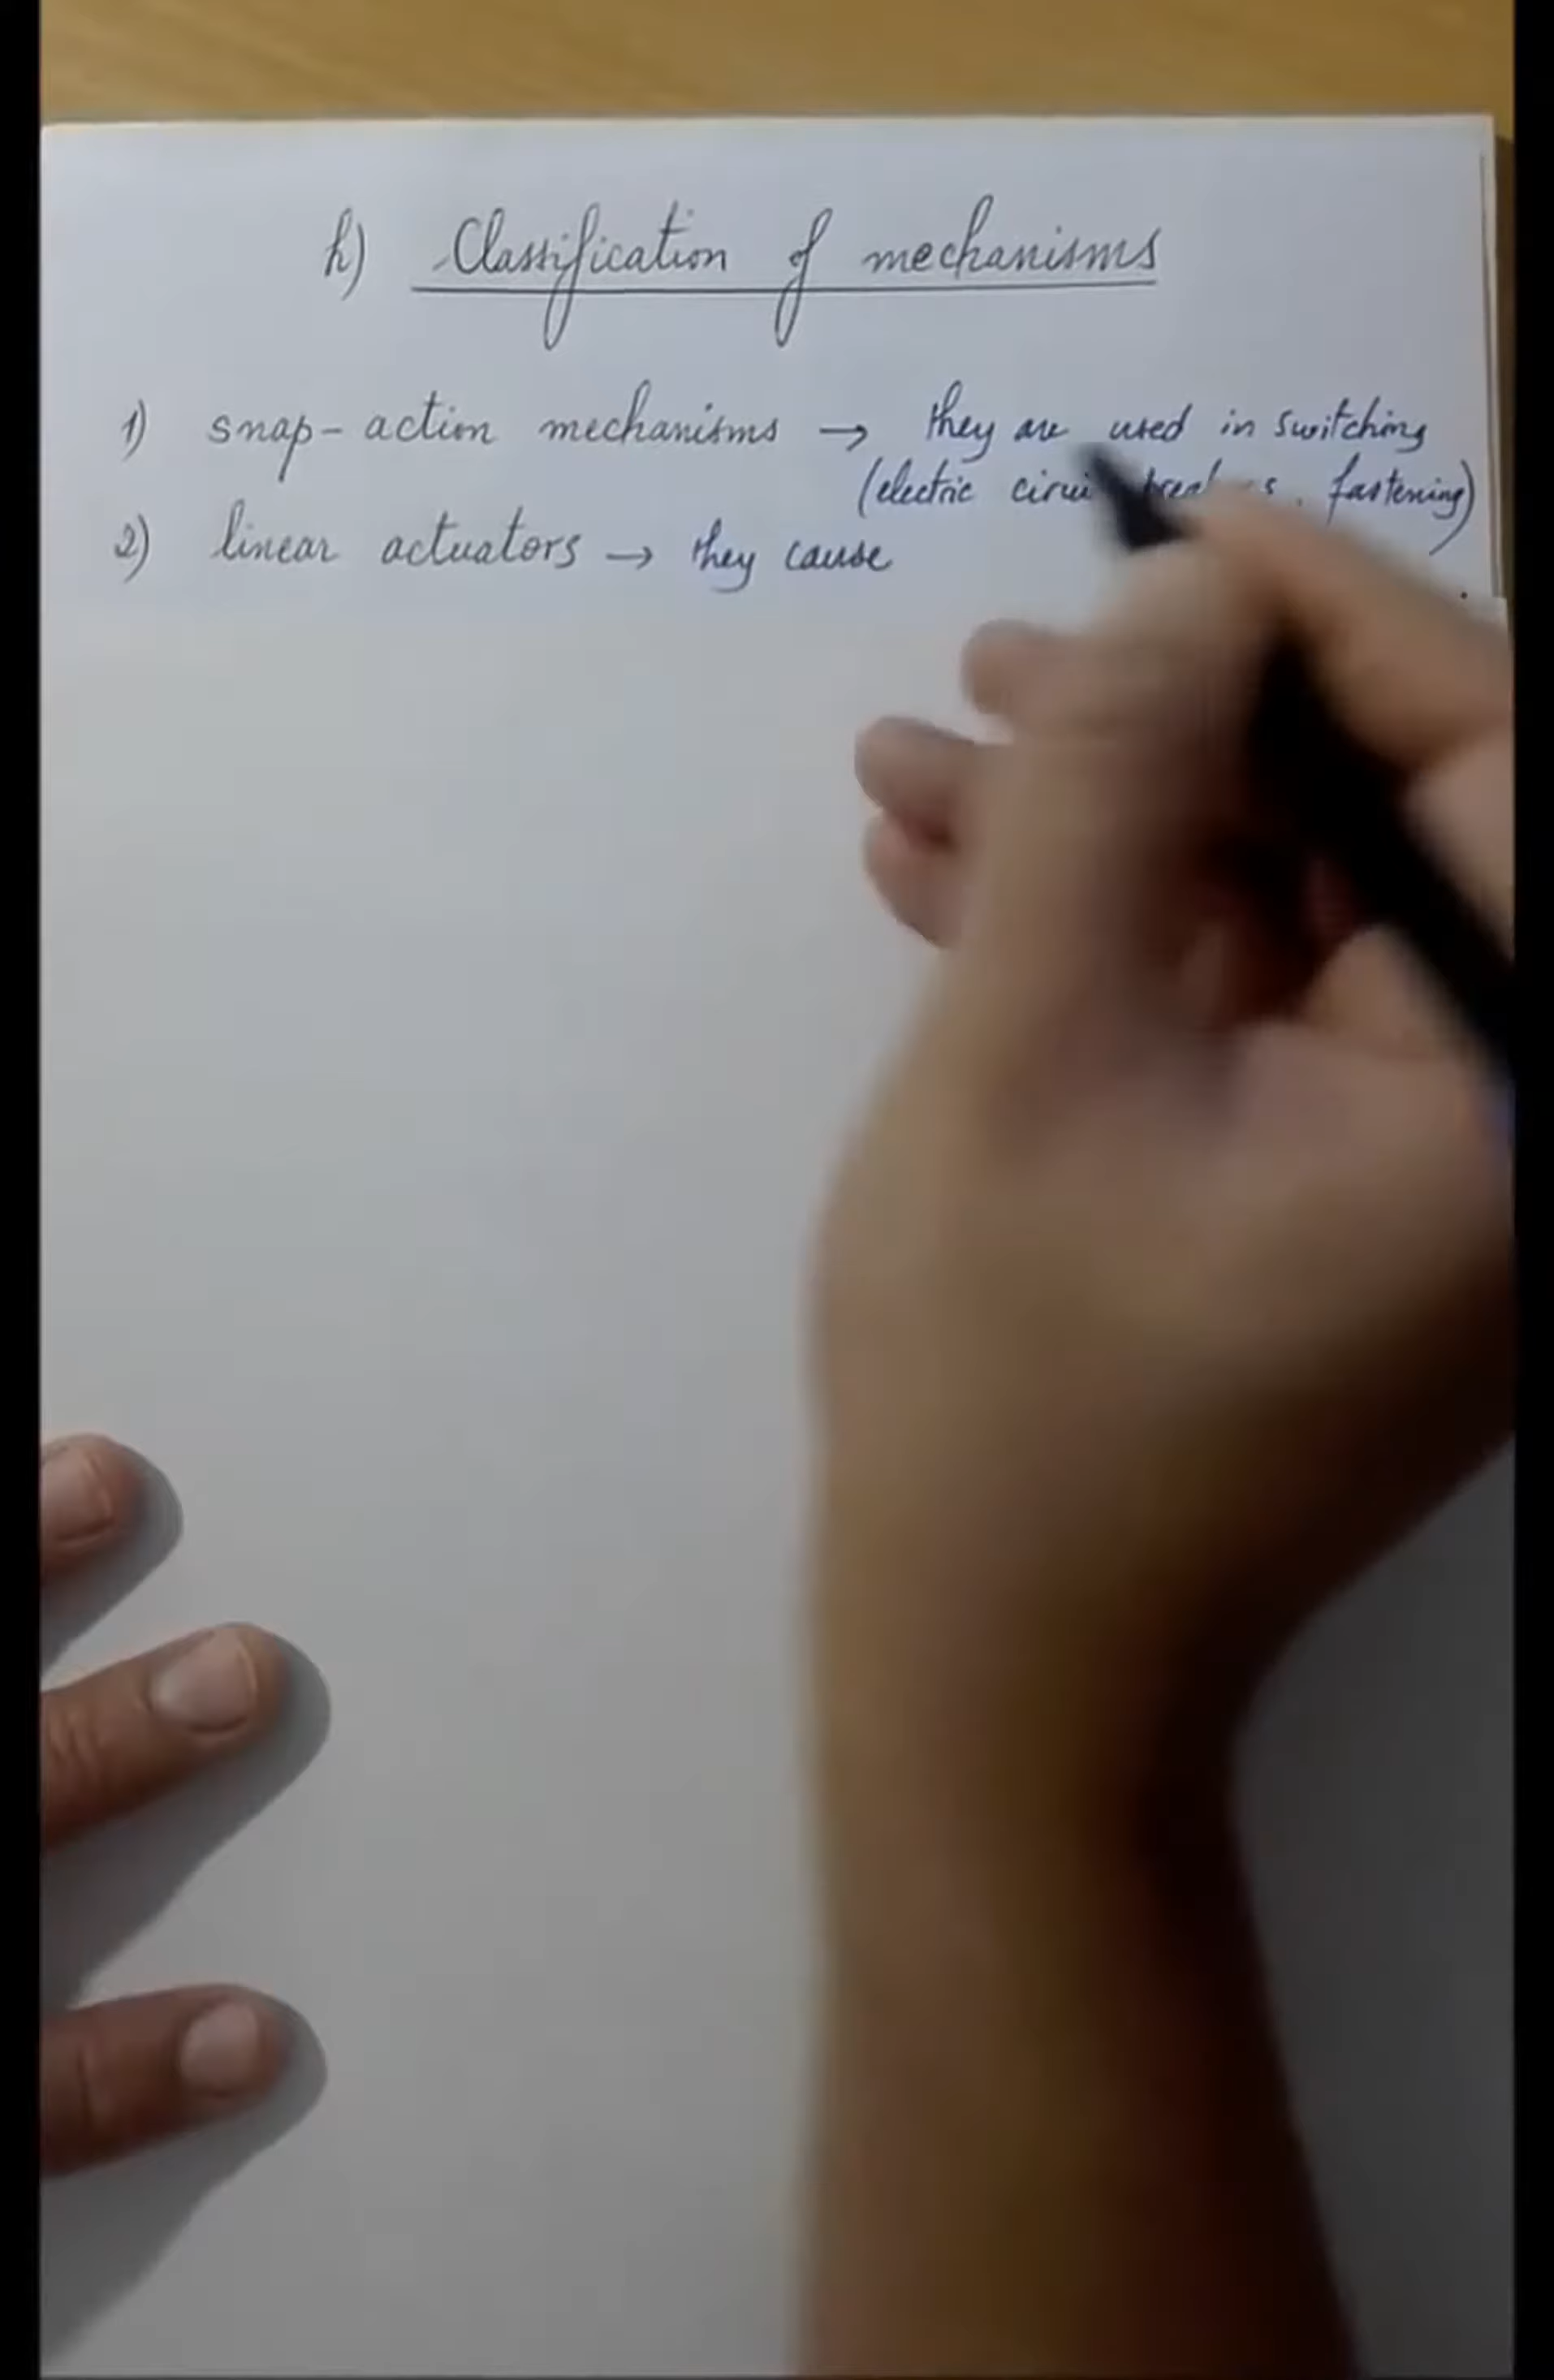 h) Classification of mechanisms
1) snap-action mechanisms → they are used in switching
(electric fastening)
2) linear actuators → they cause